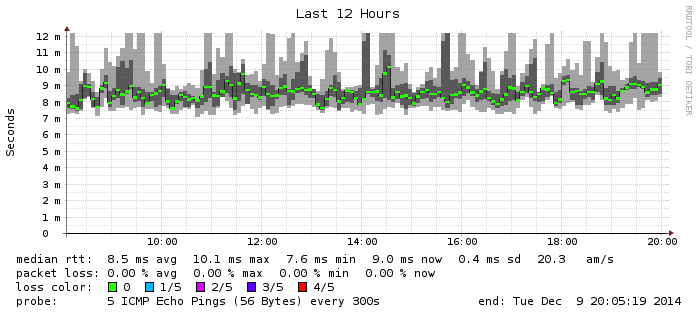 Last 12 Hours
RRDTOOL / TOBI OETIKER
Seconds
12 m
11 m
10 m
9 m
8 m
7 m
6 m
5 m
4 m
3 m
2 m
1 m
0
10:00 12:00 14:00 16:00 18:00 20:00
median rtt: 8.5 ms avg 10.1 ms max 7.6 ms min 9.0 ms now 0.4 ms sd 20.3 am/s
packet loss: 0.00 % avg 0.00 % max 0.00 % min 0.00 % now
loss color: 0 1/5 2/5 3/5 4/5
probe: 5 ICMP Echo Pings (56 Bytes) every 300s end: Tue Dec 9 20:05:19 2014